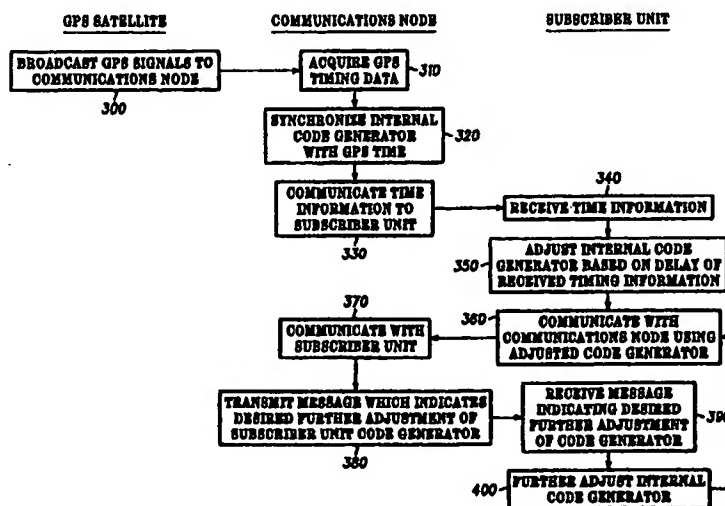 GPS SATELLITE
COMMUNICATIONS NODE
SUBSCRIBER UNIT
BROADCAST GPS SIGNALS TO
COMMUNICATIONS NODE
300
ACQUIRE GPS
TIMING DATA
310
SYNCHRONIZE INTERNAL
CODE GENERATOR
WITH GPS TIME
320
COMMUNICATE TIME
INFORMATION TO
SUBSCRIBER UNIT
330
340
RECEIVE TIME INFORMATION
350
ADJUST INTERNAL CODE
GENERATOR BASED ON DELAY OF
RECEIVED TIMING INFORMATION
360
COMMUNICATE WITH
COMMUNICATIONS NODE USING
ADJUSTED CODE GENERATOR
370
COMMUNICATE WITH
SUBSCRIBER UNIT
TRANSMIT MESSAGE WHICH INDICATES
DESIRED FURTHER ADJUSTMENT OF
SUBSCRIBER UNIT CODE GENERATOR
380
RECEIVE MESSAGE
INDICATING DESIRED
FURTHER ADJUSTMENT
OF CODE GENERATOR
390
400
FURTHER ADJUST INTERNAL
CODE GENERATOR